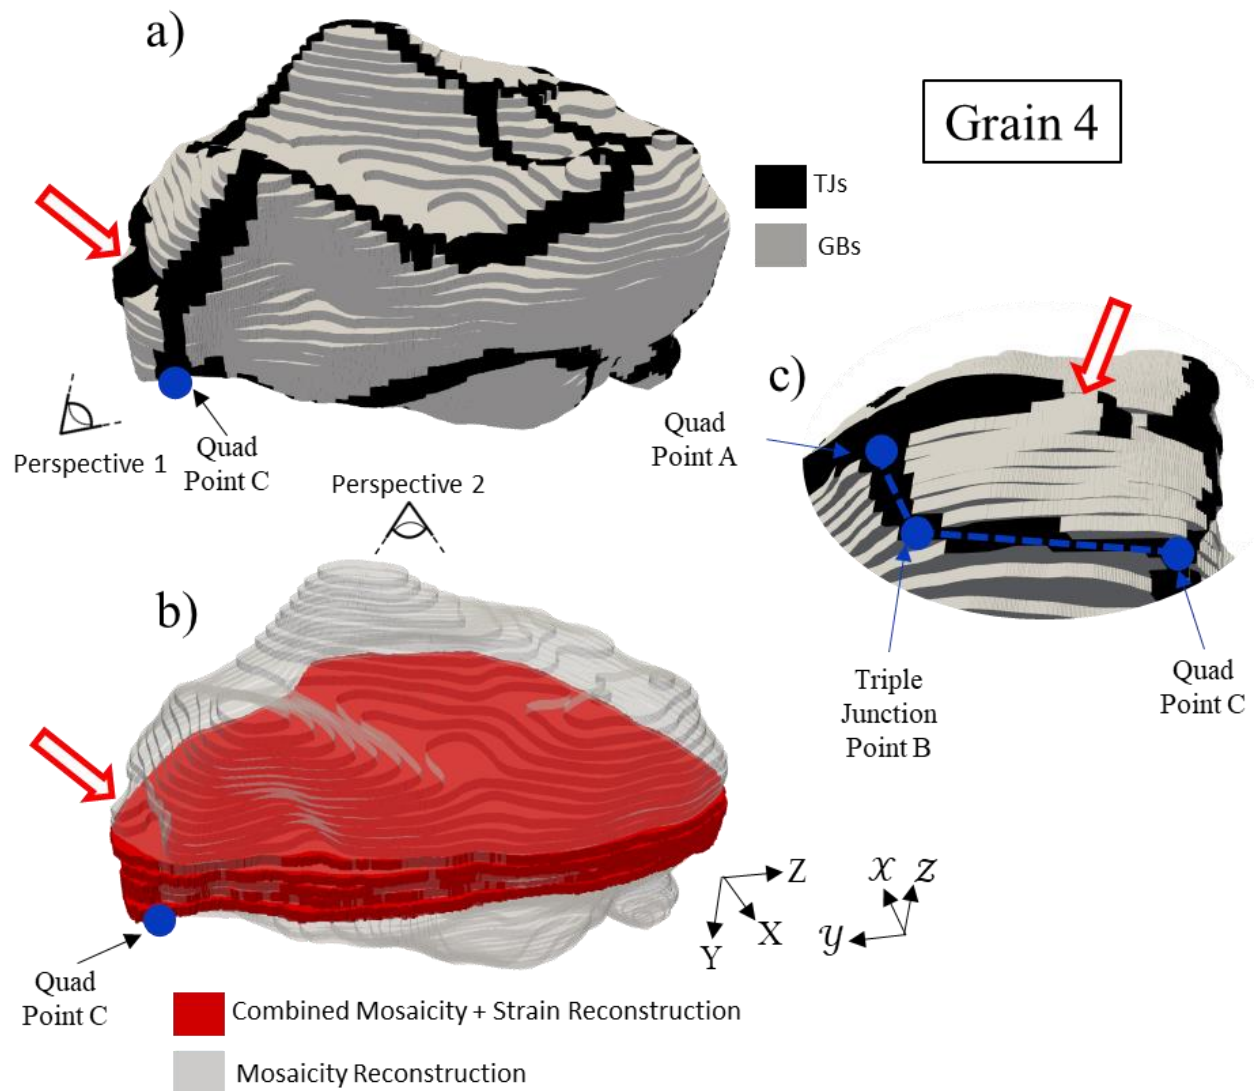 a)
Grain 4
TJs
GBs
c)
Quad
Point A
Quad
Point C
Perspective 1
Perspective 2
b)
Triple
Junction
Point B
Quad
Point C
Z
X
Y
x
z
y
Quad
Point C
Combined Mosaicity + Strain Reconstruction
Mosaicity Reconstruction